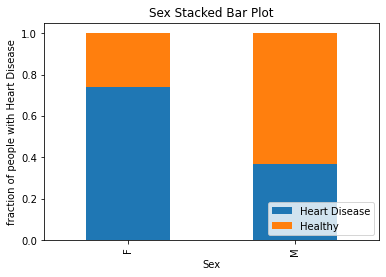 Sex Stacked Bar Plot
fraction of people with Heart Disease
1.0
0.8
0.6
0.4
0.2
0.0
F
M
Sex
Heart Disease
Healthy